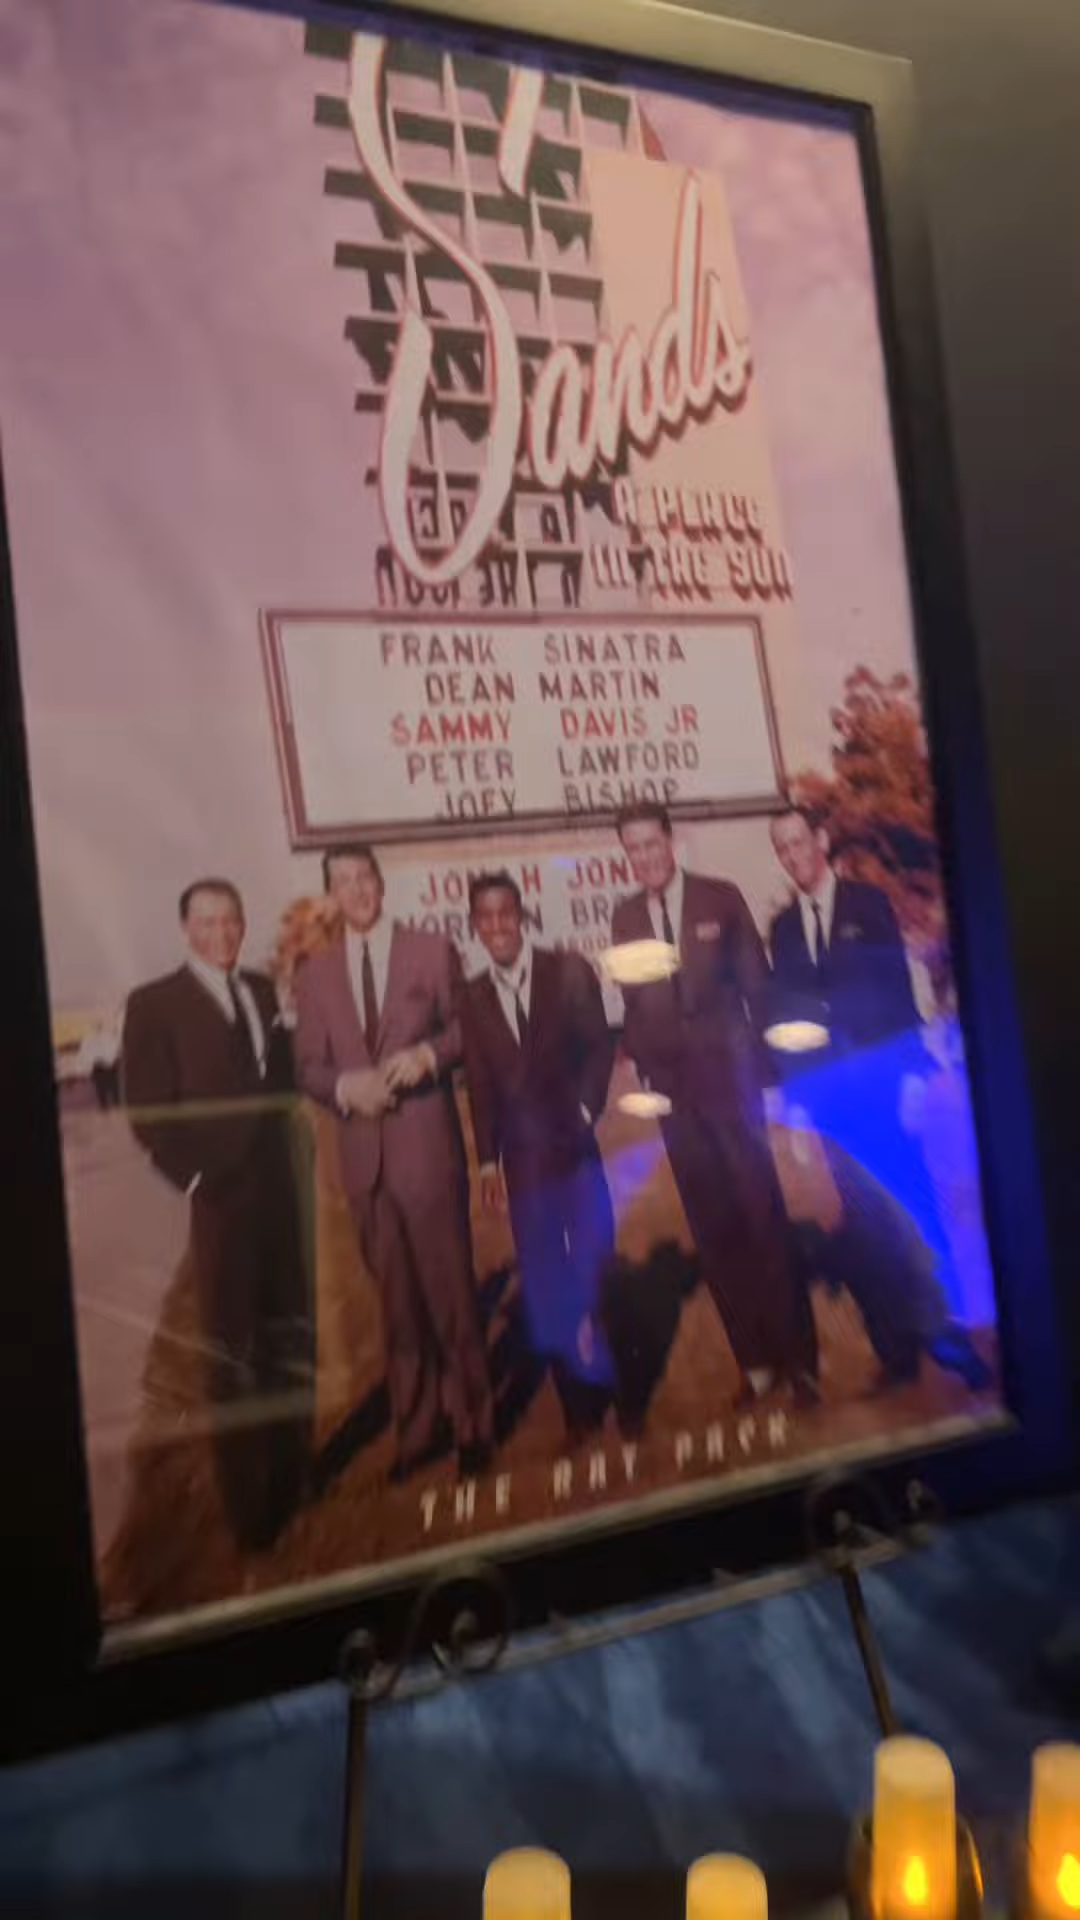 Sands
A PLACE
IN THE SUN
FRANK SINATRA
DEAN MARTIN
SAMMY DAVIS JR
PETER LAWFORD
JOEY BISHOP
THE RAT PACK